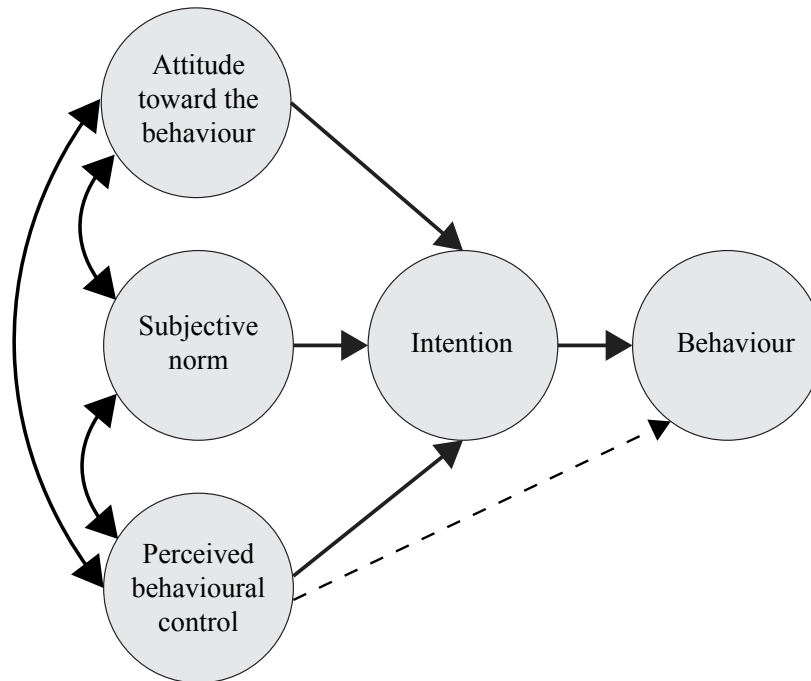 Attitude
toward the
behaviour
Subjective
norm
Intention
Behaviour
Perceived
behavioural
control